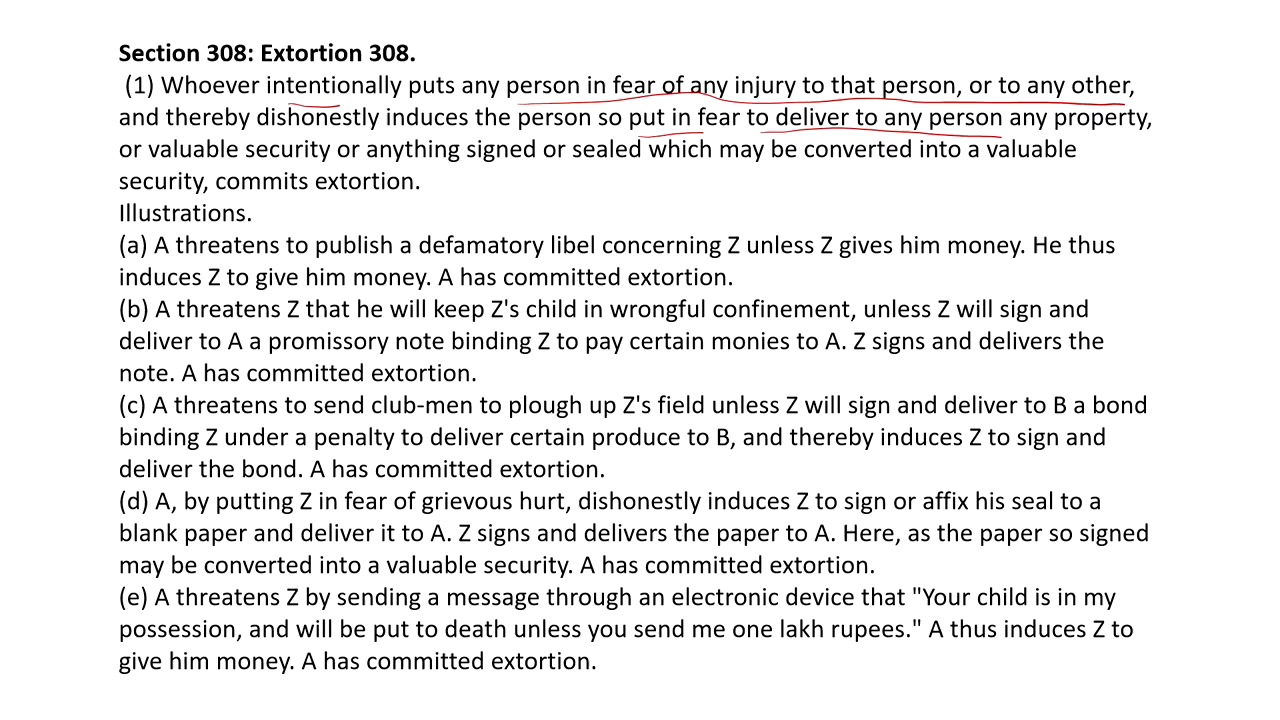 Section 308: Extortion 308.
(1) Whoever intentionally puts any person in fear of any injury to that person, or to any other,
and thereby dishonestly induces the person so put in fear to deliver to any person any property,
or valuable security or anything signed or sealed which may be converted into a valuable
security, commits extortion.
Illustrations.
(a) A threatens to publish a defamatory libel concerning Z unless Z gives him money. He thus
induces Z to give him money. A has committed extortion.
(b) A threatens Z that he will keep Z's child in wrongful confinement, unless Z will sign and
deliver to A a promissory note binding Z to pay certain monies to A. Z signs and delivers the
note. A has committed extortion.
(c) A threatens to send club-men to plough up Z's field unless Z will sign and deliver to B a bond
binding Z under a penalty to deliver certain produce to B, and thereby induces Z to sign and
deliver the bond. A has committed extortion.
(d) A, by putting Z in fear of grievous hurt, dishonestly induces Z to sign or affix his seal to a
blank paper and deliver it to A. Z signs and delivers the paper to A. Here, as the paper so signed
may be converted into a valuable security. A has committed extortion.
(e) A threatens Z by sending a message through an electronic device that "Your child is in my
possession, and will be put to death unless you send me one lakh rupees." A thus induces Z to
give him money. A has committed extortion.